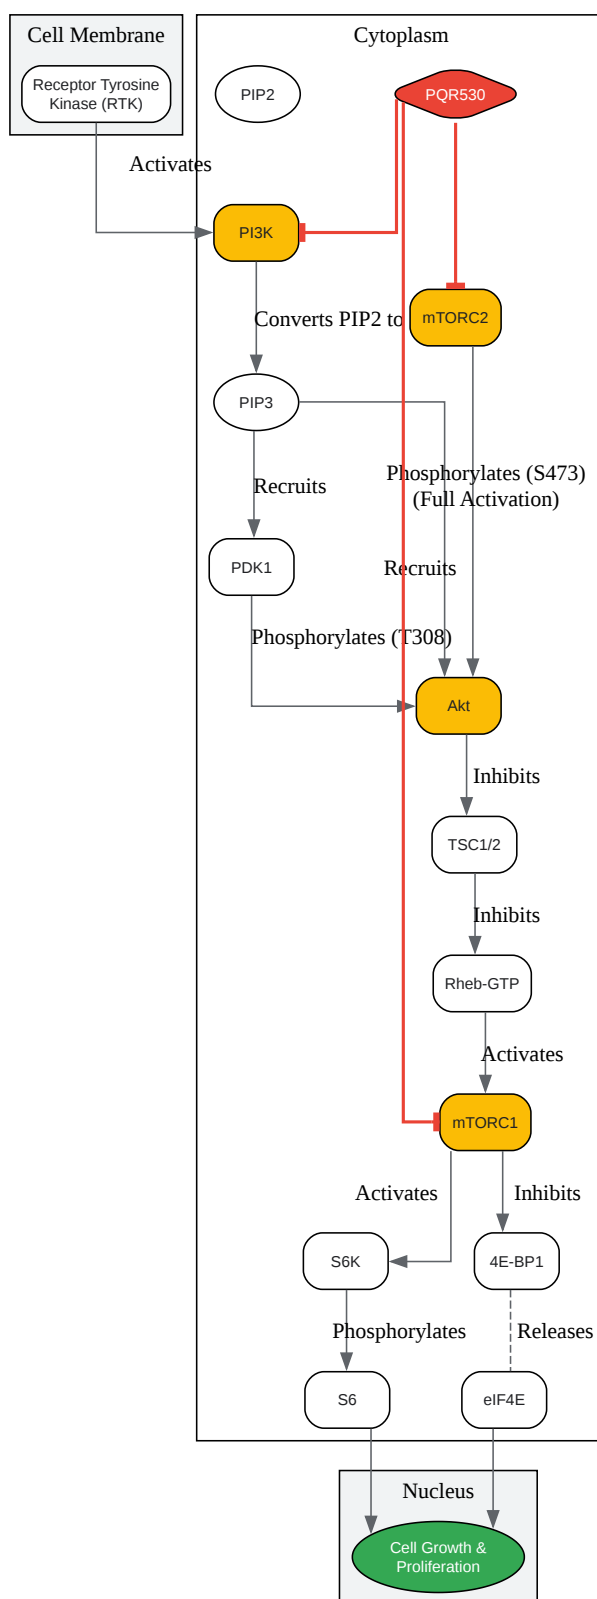 Cell Membrane
Cytoplasm
Receptor Tyrosine
Kinase (RTK)
PIP2
PQR530
Activates
PI3K
Converts PIP2 to
mTORC2
PIP3
Phosphorylates (S473)
(Full Activation)
Recruits
PDK1
Recruits
Phosphorylates (T308)
Akt
Inhibits
TSC1/2
Inhibits
Rheb-GTP
Activates
mTORC1
Activates
Inhibits
S6K
4E-BP1
Phosphorylates
Releases
S6
eIF4E
Nucleus
Cell Growth &
Proliferation